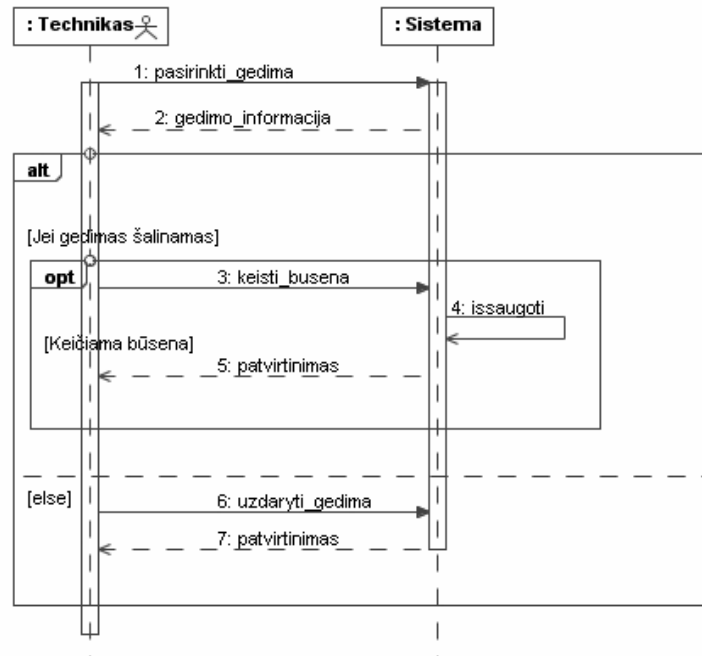 : Technikas
: Sistema
1: pasirinkti_gedima
2: gedimo_informacija
alt
[Jei gedimas šalinamas]
opt
3: keisti_busena
4: issaugoti
[Keičiama būsena]
5: patvirtinimas
[else]
6: uzdaryti_gedima
7: patvirtinimas